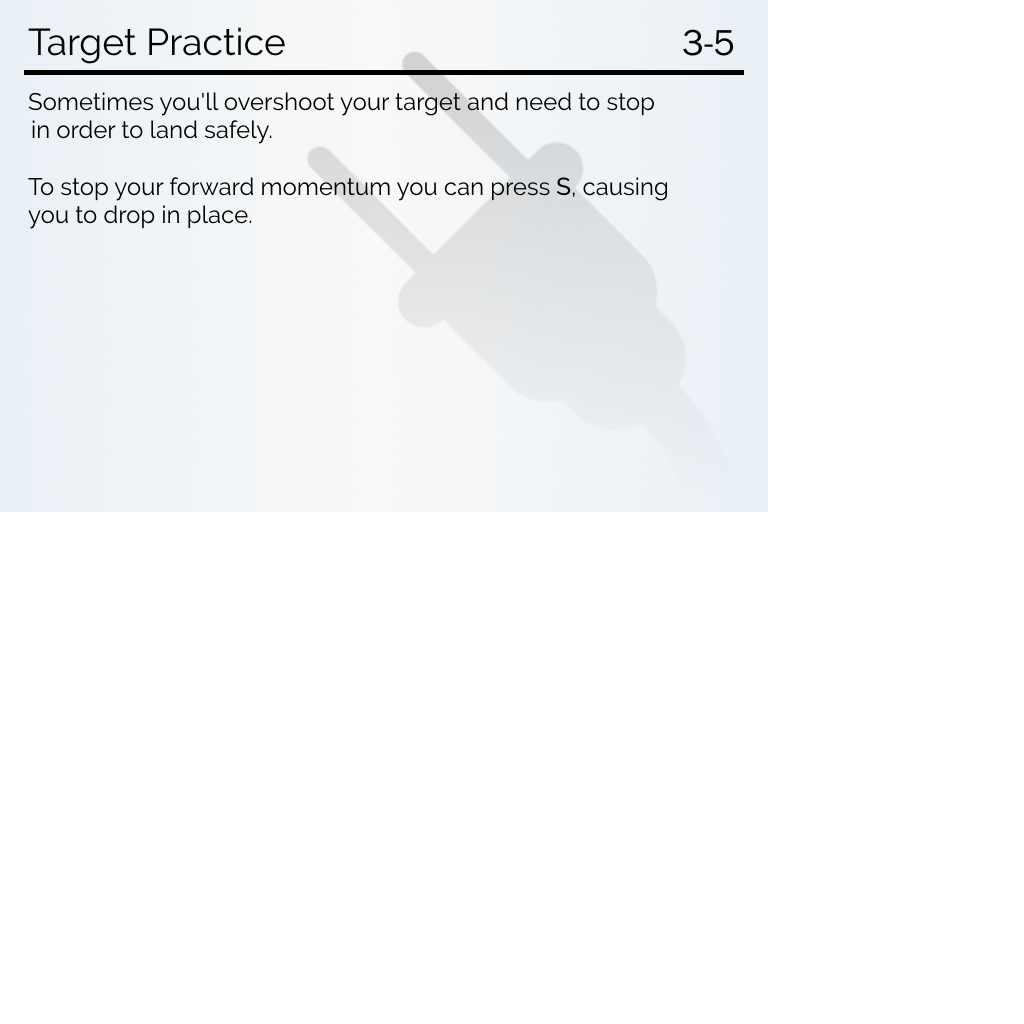 Target Practice 3-5
Sometimes you'll overshoot your target and need to stop
in order to land safely.
To stop your forward momentum you can press S, causing
you to drop in place.